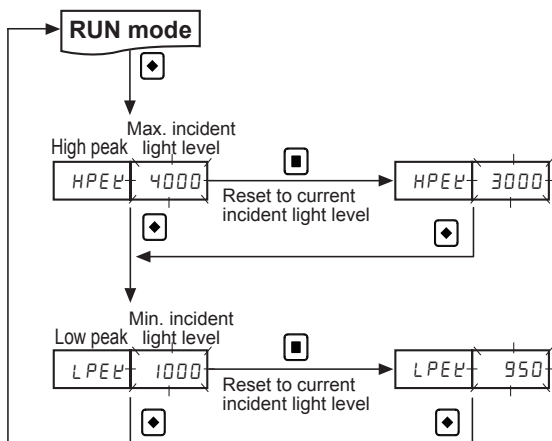 RUN mode
High peak
Max. incident
light level
HPEK 4000
Reset to current
incident light level
HPEK 3000
Low peak
Min. incident
light level
LPEK 1000
Reset to current
incident light level
LPEK 950